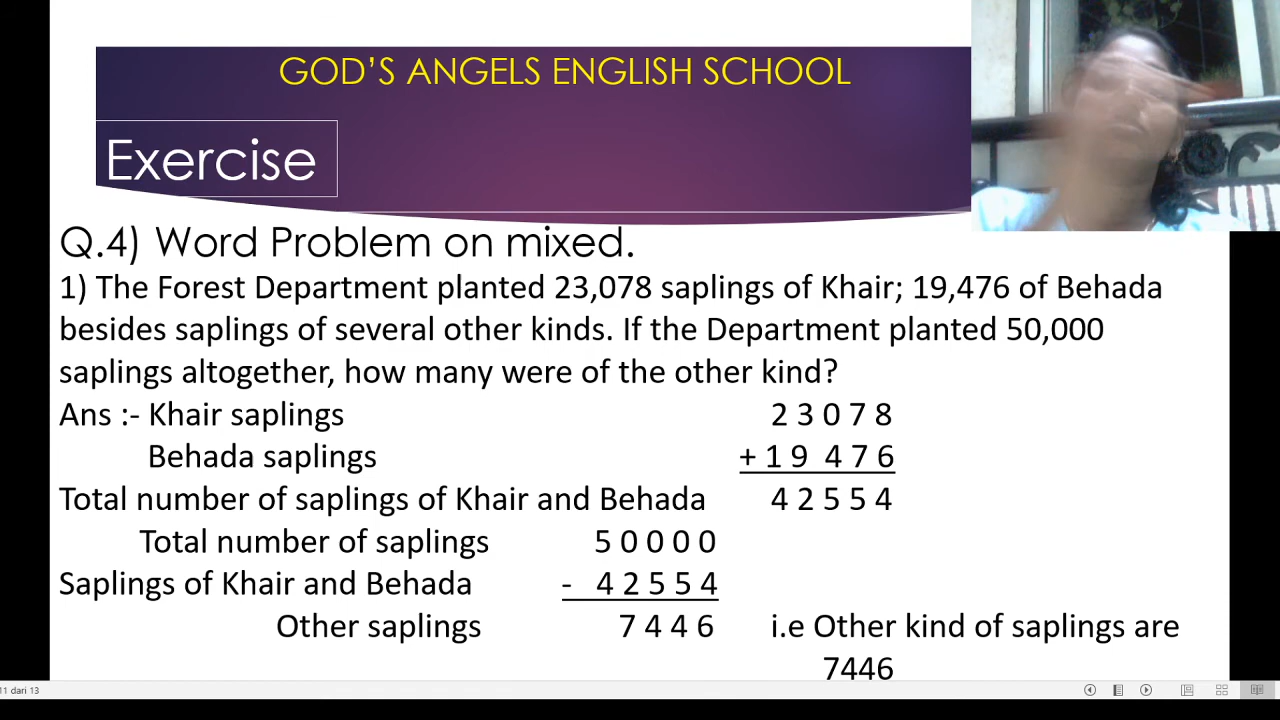 GOD’S ANGELS ENGLISH SCHOOL
Exercise
Q.4) Word Problem on mixed.
1) The Forest Department planted 23,078 saplings of Khair; 19,476 of Behada
besides saplings of several other kinds. If the Department planted 50,000
saplings altogether, how many were of the other kind?
Ans :- Khair saplings 2 3 0 7 8
Behada saplings + 1 9 4 7 6
Total number of saplings of Khair and Behada 4 2 5 5 4
Total number of saplings 5 0 0 0 0
Saplings of Khair and Behada - 4 2 5 5 4
Other saplings 7 4 4 6 i.e Other kind of saplings are
7446
11 dari 13